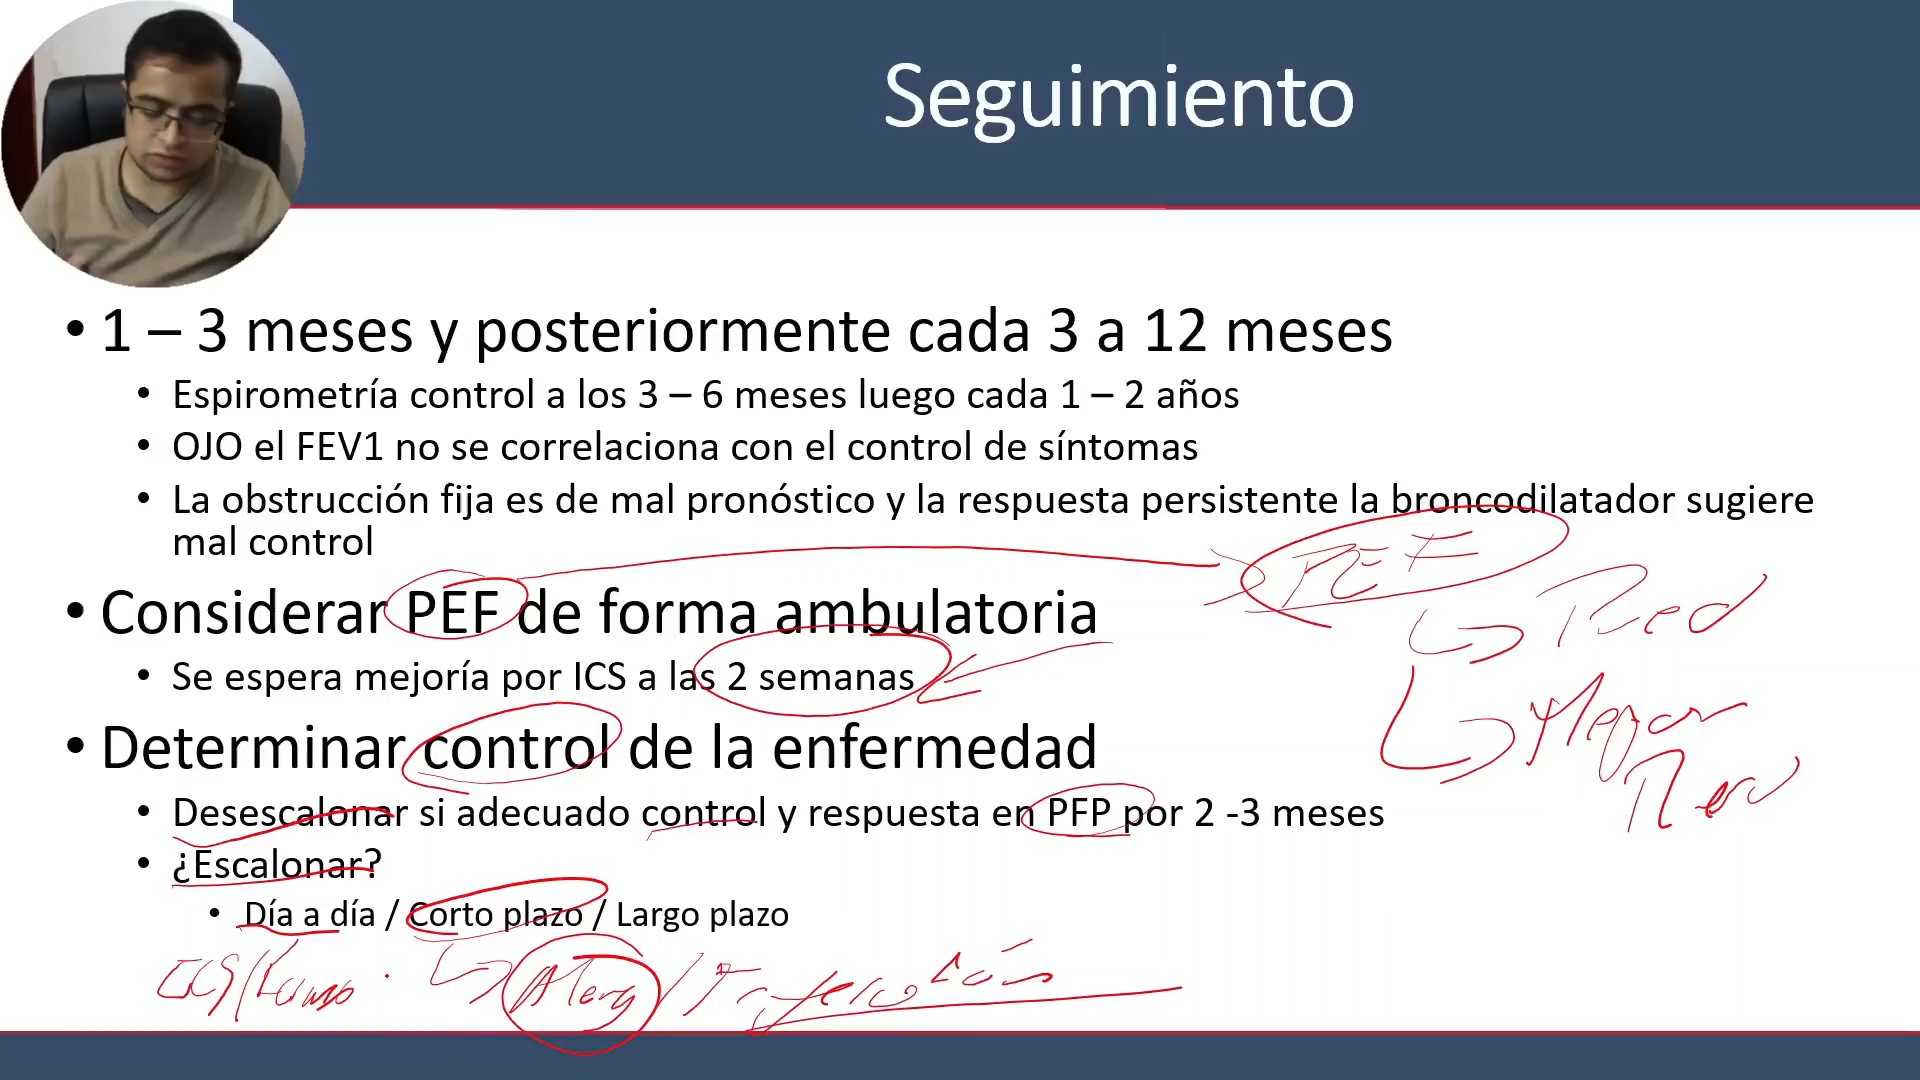 Seguimiento
• 1 – 3 meses y posteriormente cada 3 a 12 meses
• Espirometría control a los 3 – 6 meses luego cada 1 – 2 años
• OJO el FEV1 no se correlaciona con el control de síntomas
• La obstrucción fija es de mal pronóstico y la respuesta persistente la broncodilatador sugiere
mal control
PEF
• Considerar PEF de forma ambulatoria
Pred
• Se espera mejoría por ICS a las 2 semanas
Mejor
• Determinar control de la enfermedad
• Desescalonar si adecuado control y respuesta en PFP por 2 -3 meses
• ¿Escalonar?
• Día a día / Corto plazo / Largo plazo